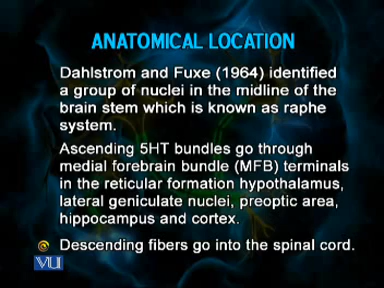 ANATOMICAL LOCATION
Dahlstrom and Fuxe (1964) identified
a group of nuclei in the midline of the
brain stem which is known as raphe
system.
Ascending 5HT bundles go through
medial forebrain bundle (MFB) terminals
in the reticular formation hypothalamus,
lateral geniculate nuclei, preoptic area,
hippocampus and cortex.
Descending fibers go into the spinal cord.
VU